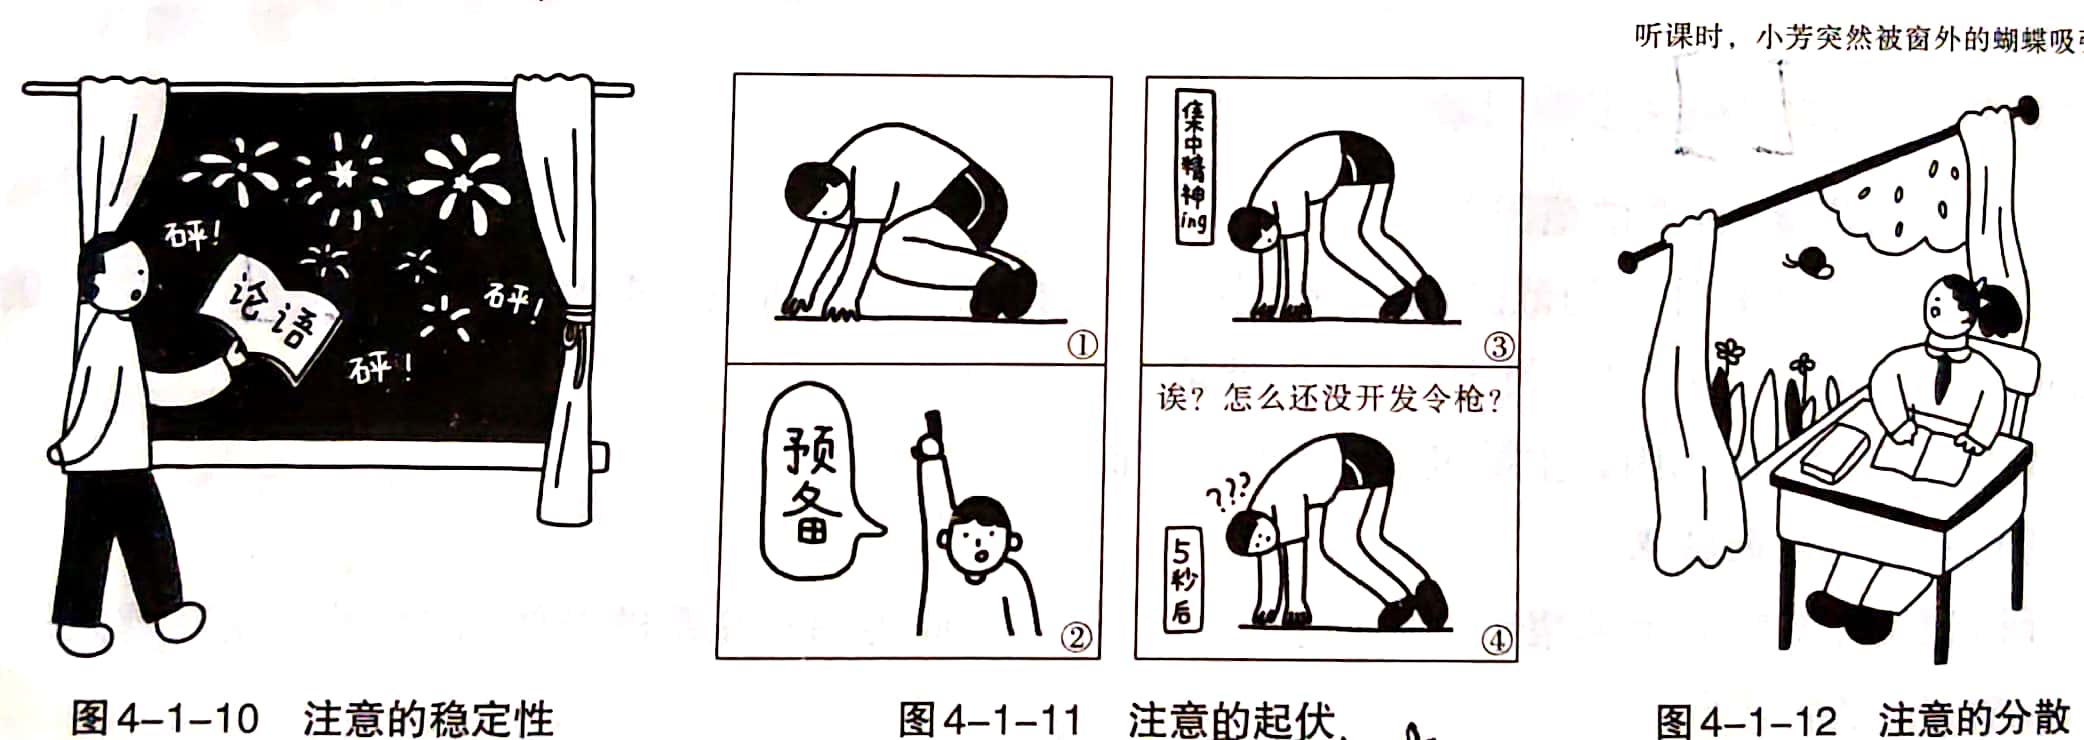 听课时，小芳突然被窗外的蝴蝶吸
砰！
论语
砰！
砰！
①
预备
②
集中精神ing
③
诶？怎么还没开发令枪？
???
5秒后
④
图4-1-10 注意的稳定性
图4-1-11 注意的起伏
图4-1-12 注意的分散